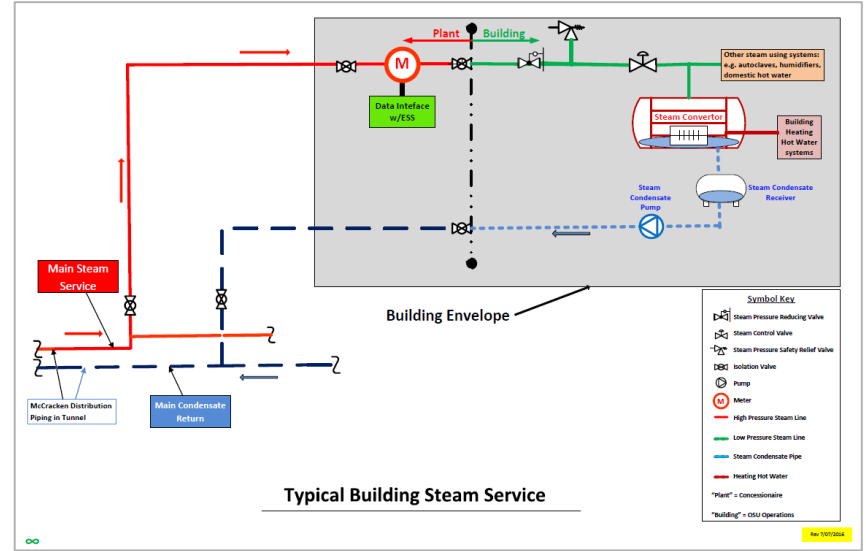 Plant
Building
M
Data Inteface
w/ESS
Other steam using systems:
e.g. autoclaves, humidifiers,
domestic hot water
Steam Convertor
Building
Heating
Hot Water
systems
Steam
Condensate
Pump
Steam Condensate
Receiver
Main Steam
Service
Building Envelope
McCracken Distribution
Piping in Tunnel
Main Condensate
Return
Symbol Key
Steam Pressure Reducing Valve
Steam Control Valve
Steam Pressure Safety Relief Valve
Isolation Valve
Pump
M
Meter
High Pressure Steam Line
Low Pressure Steam Line
Steam Condensate Pipe
Heating Hot Water
"Plant" = Concessionaire
"Building" = OSU Operations
Typical Building Steam Service
Rev 7/07/2016